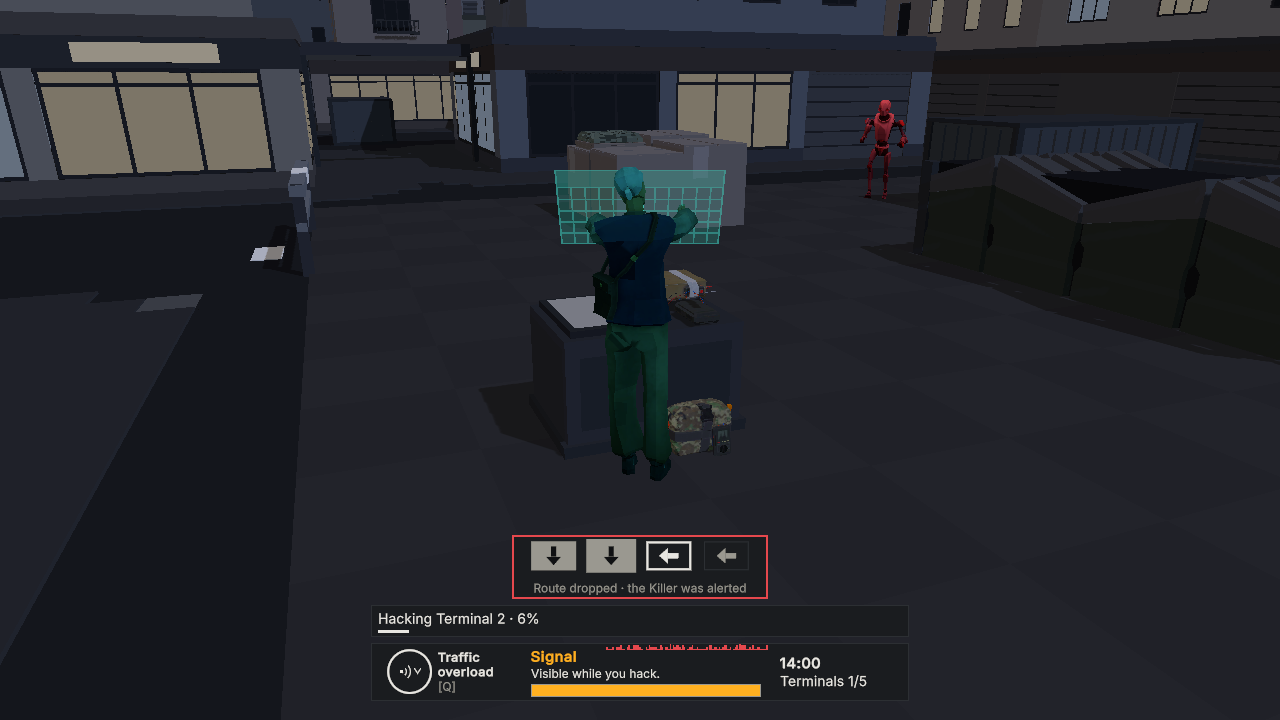 Route dropped · the Killer was alerted
Hacking Terminal 2 · 6%
Traffic
overload
[Q]
Signal
Visible while you hack.
14:00
Terminals 1/5